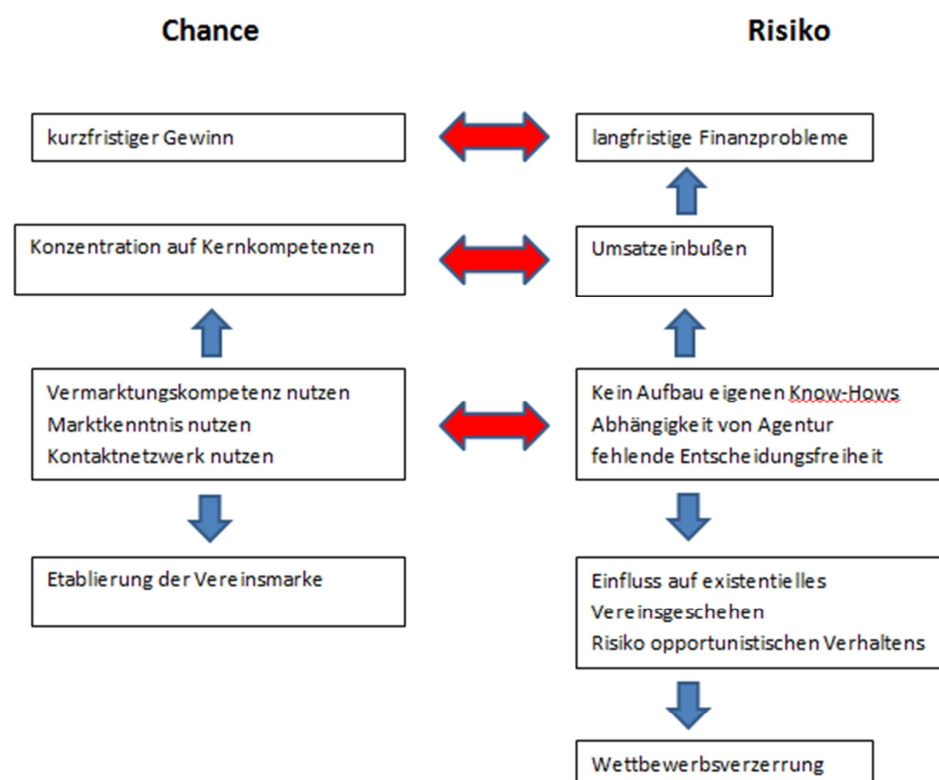 Chance
Risiko
kurzfristiger Gewinn
langfristige Finanzprobleme
Konzentration auf Kernkompetenzen
Umsatzeinbußen
Vermarktungskompetenz nutzen
Marktkenntnis nutzen
Kontaktnetzwerk nutzen
Kein Aufbau eigenen Know-Hows
Abhängigkeit von Agentur
fehlende Entscheidungsfreiheit
Etablierung der Vereinsmarke
Einfluss auf existentielles
Vereinsgeschehen
Risiko opportunistischen Verhaltens
Wettbewerbsverzerrung